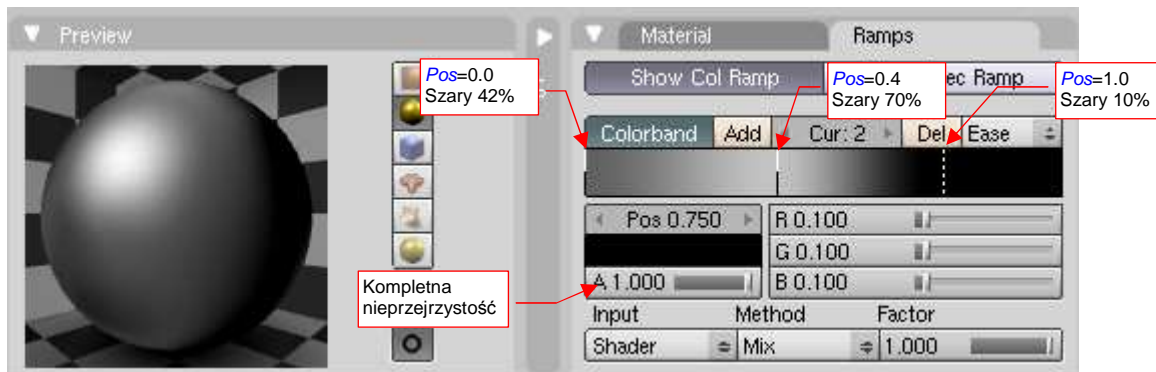 Preview
Material
Ramps
Pos=0.0
Szary 42%
Show Col Ramp
Pos=0.4
Szary 70%
ec Ramp
Pos=1.0
Szary 10%
Colorband
Add
Cur: 2
Del
Ease
Pos 0.750
R 0.100
G 0.100
Kompletna
nieprzejrzystość
A 1.000
B 0.100
Input
Method
Factor
Shader
Mix
1.000